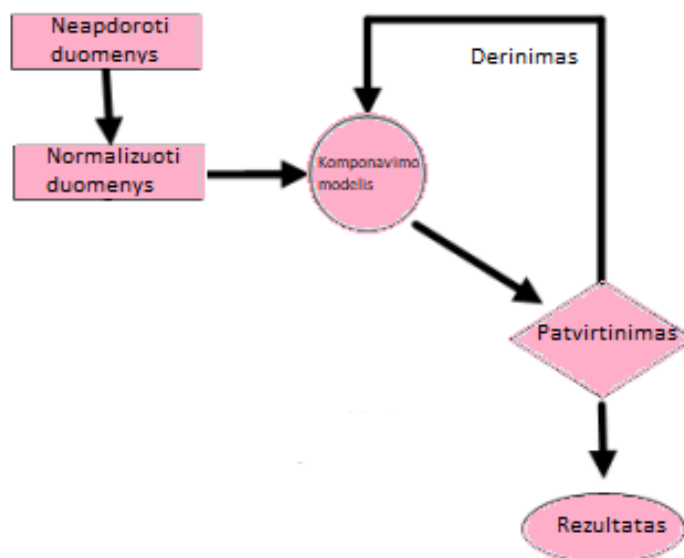 Neapdoroti
duomenys
Derinimas
Normalizuoti
duomenys
Komponavimo
modelis
Patvirtinimas
Rezultatas